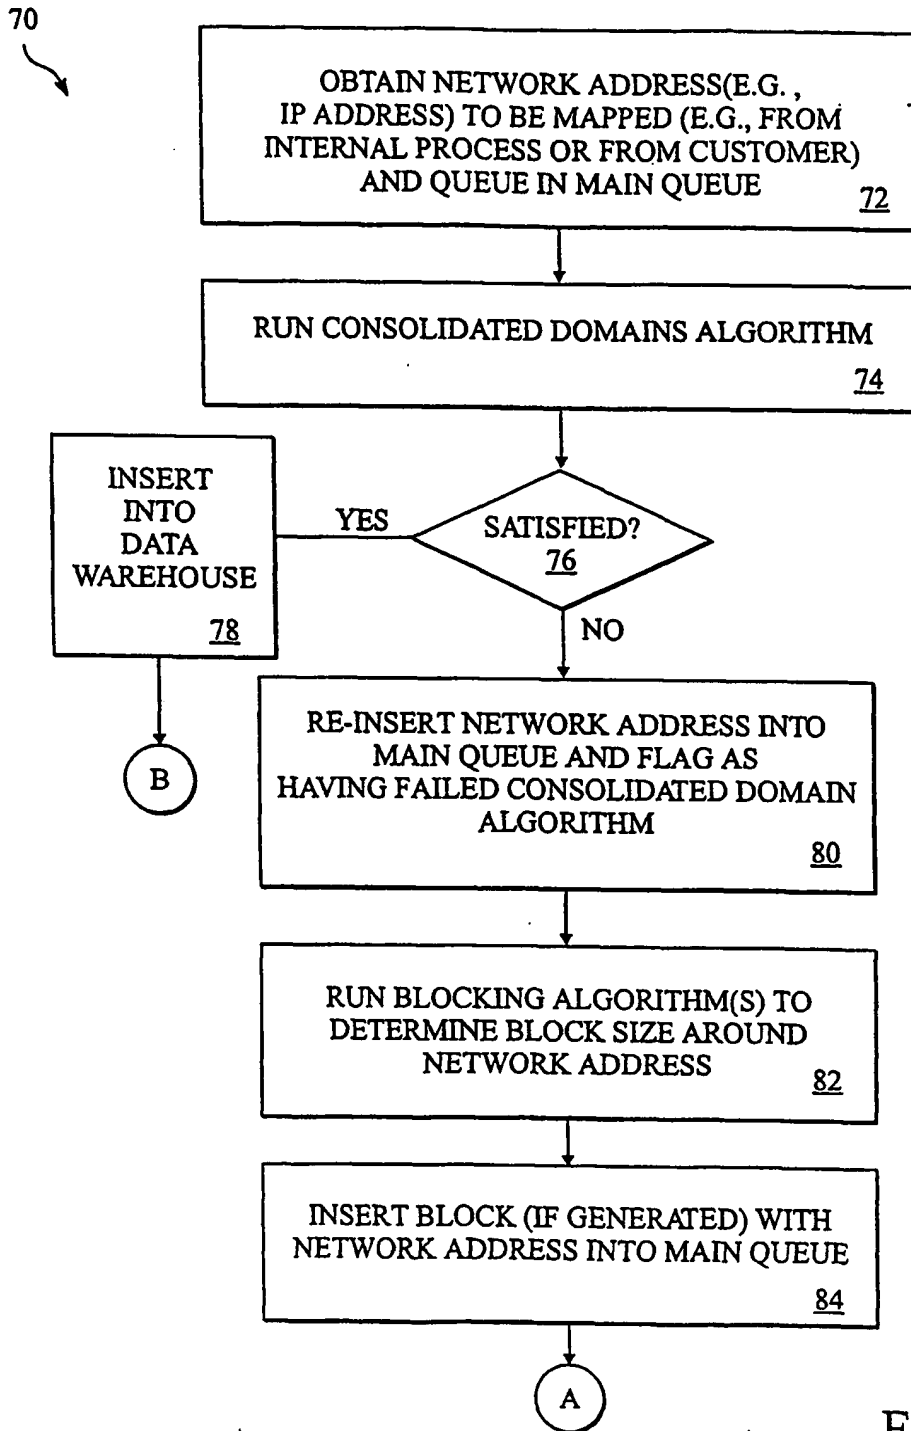 70
OBTAIN NETWORK ADDRESS(E.G. ,
IP ADDRESS) TO BE MAPPED (E.G., FROM
INTERNAL PROCESS OR FROM CUSTOMER)
AND QUEUE IN MAIN QUEUE
72
RUN CONSOLIDATED DOMAINS ALGORITHM
74
INSERT
INTO
DATA
WAREHOUSE
78
YES
SATISFIED?
76
NO
B
RE-INSERT NETWORK ADDRESS INTO
MAIN QUEUE AND FLAG AS
HAVING FAILED CONSOLIDATED DOMAIN
ALGORITHM
80
RUN BLOCKING ALGORITHM(S) TO
DETERMINE BLOCK SIZE AROUND
NETWORK ADDRESS
82
INSERT BLOCK (IF GENERATED) WITH
NETWORK ADDRESS INTO MAIN QUEUE
84
A